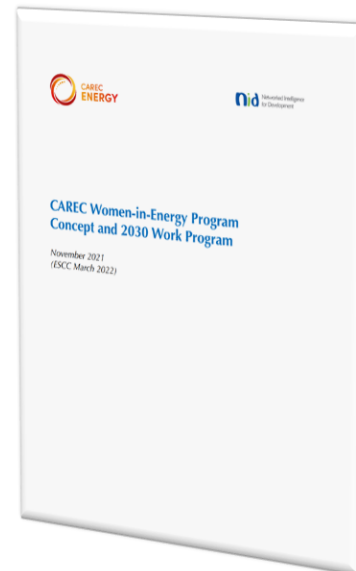 CAREC
ENERGY
nid Networked Intelligence
for Development
CAREC Women-in-Energy Program
Concept and 2030 Work Program
November 2021
(ESCC March 2022)